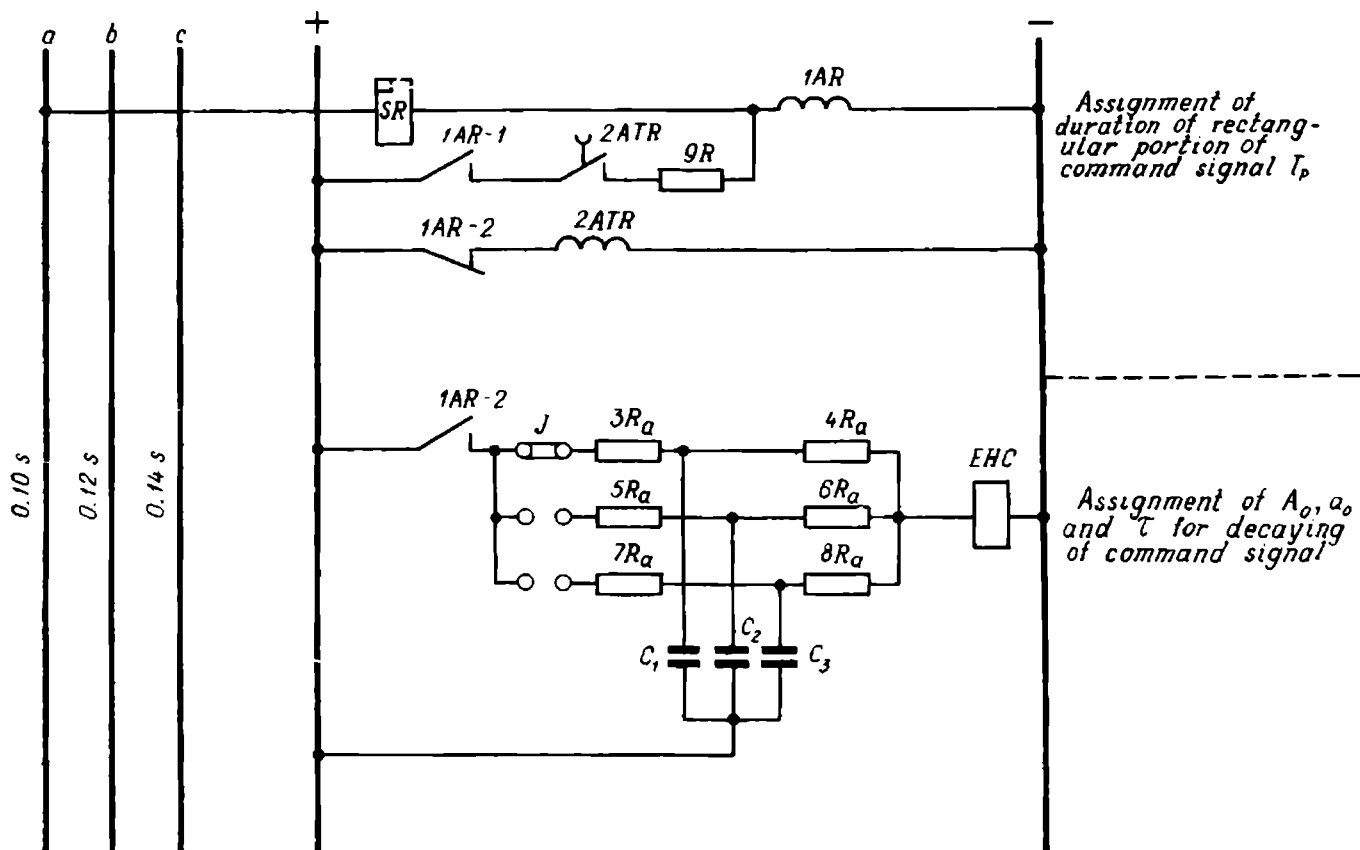 a b c + −
SR
1AR
1AR-1
2ATR
9R
Assignment of
duration of rectang-
ular portion of
command signal Tₚ
1AR-2
2ATR
1AR-2
J
3Rₐ
4Rₐ
EHC
5Rₐ
6Rₐ
7Rₐ
8Rₐ
Assignment of A₀, a₀
and τ for decaying
of command signal
C₁
C₂
C₃
0.10 s
0.12 s
0.14 s